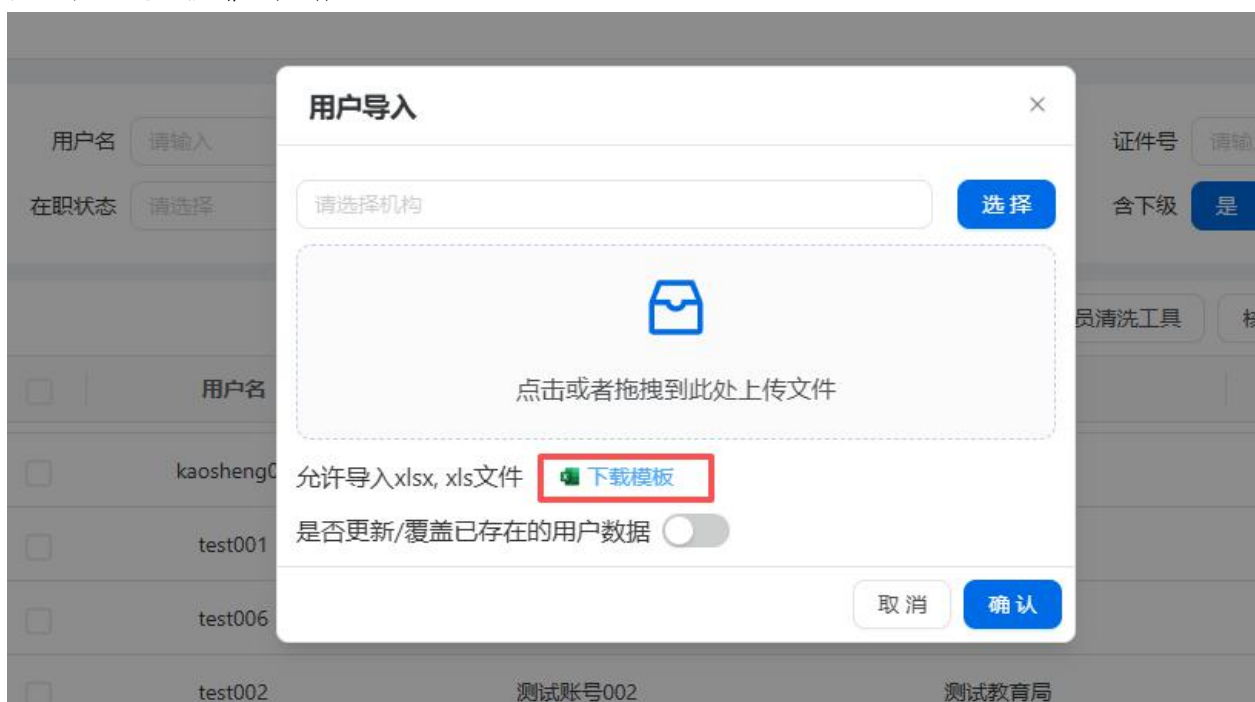 用户导入
用户名 请输入
证件号
在职状态 请选择
请选择机构
选择
含下级 是
点击或者拖拽到此处上传文件
员清洗工具
用户名
允许导入xlsx, xls文件 下载模板
是否更新/覆盖已存在的用户数据
test001
取消 确认
test006
test002 测试账号002 测试教育局